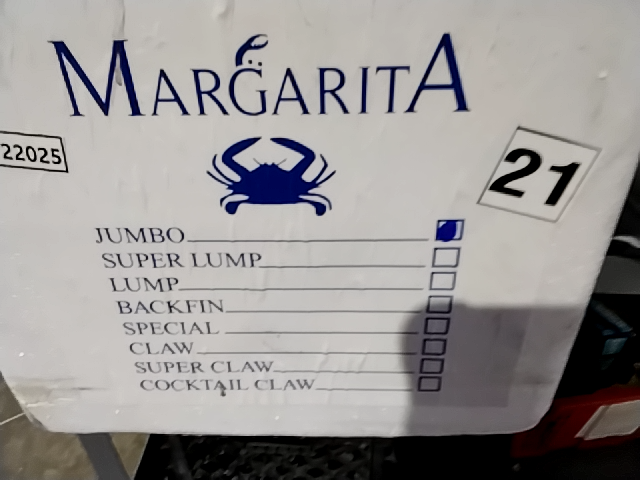 MARGARITA
22025
21
JUMBO
SUPER LUMP
LUMP
BACKFIN
SPECIAL
CLAW
SUPER CLAW
COCKTAIL CLAW